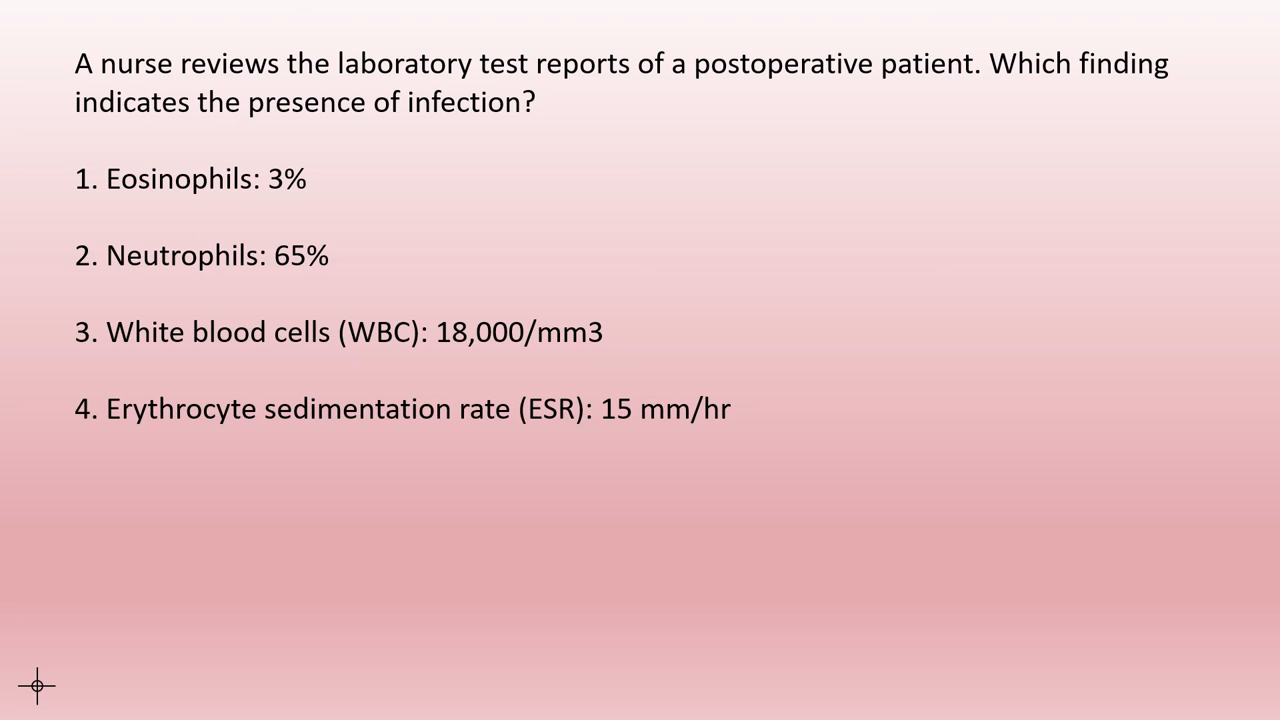 A nurse reviews the laboratory test reports of a postoperative patient. Which finding
indicates the presence of infection?
1. Eosinophils: 3%
2. Neutrophils: 65%
3. White blood cells (WBC): 18,000/mm3
4. Erythrocyte sedimentation rate (ESR): 15 mm/hr